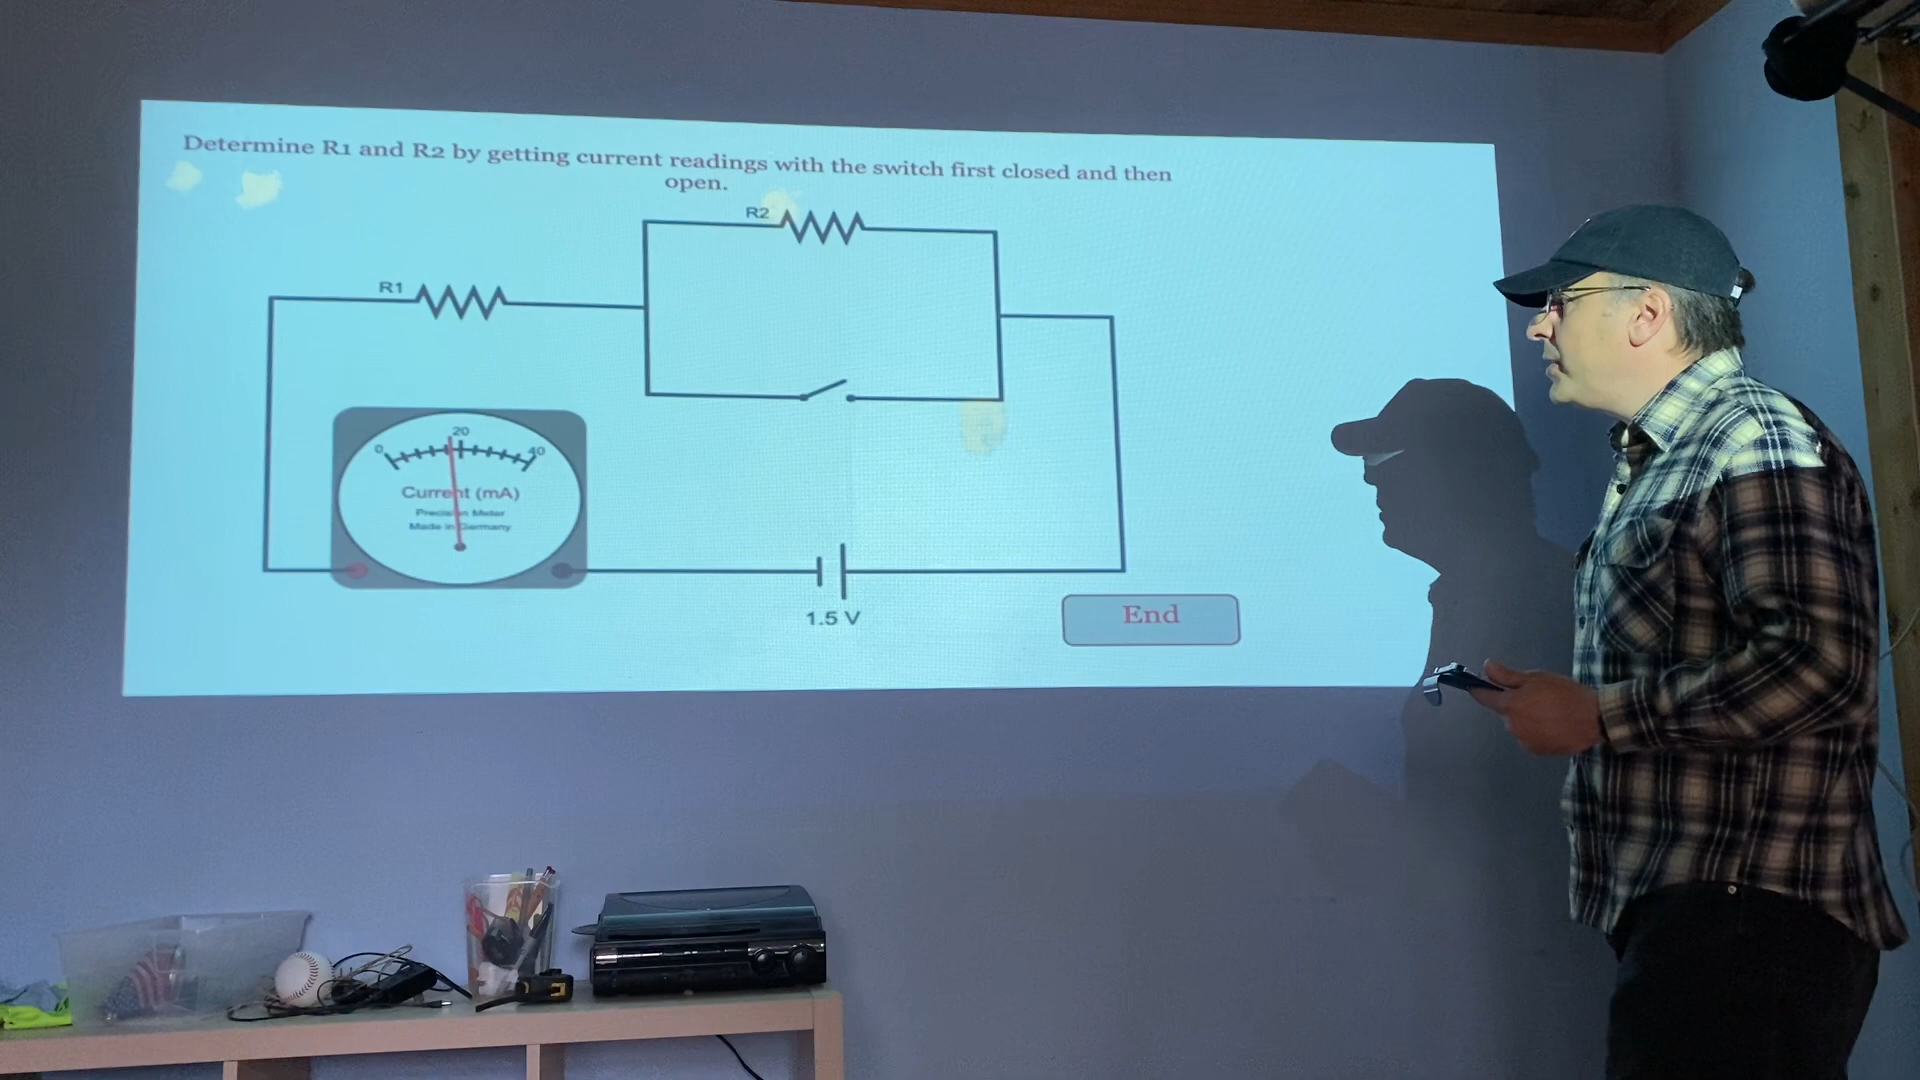 Determine R1 and R2 by getting current readings with the switch first closed and then
open.
R2
R1
0 20 40
Current (mA)
Precision Meter
Made in Germany
1.5 V
End